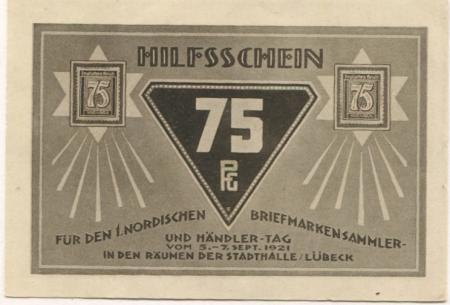 HILFSSCHEIN
75
75
75
PFG
FÜR DEN 1. NORDISCHEN BRIEFMARKENSAMMLER-
UND HÄNDLER-TAG
VOM 5.-7. SEPT. 1921
IN DEN RÄUMEN DER STADTHALLE/LÜBECK